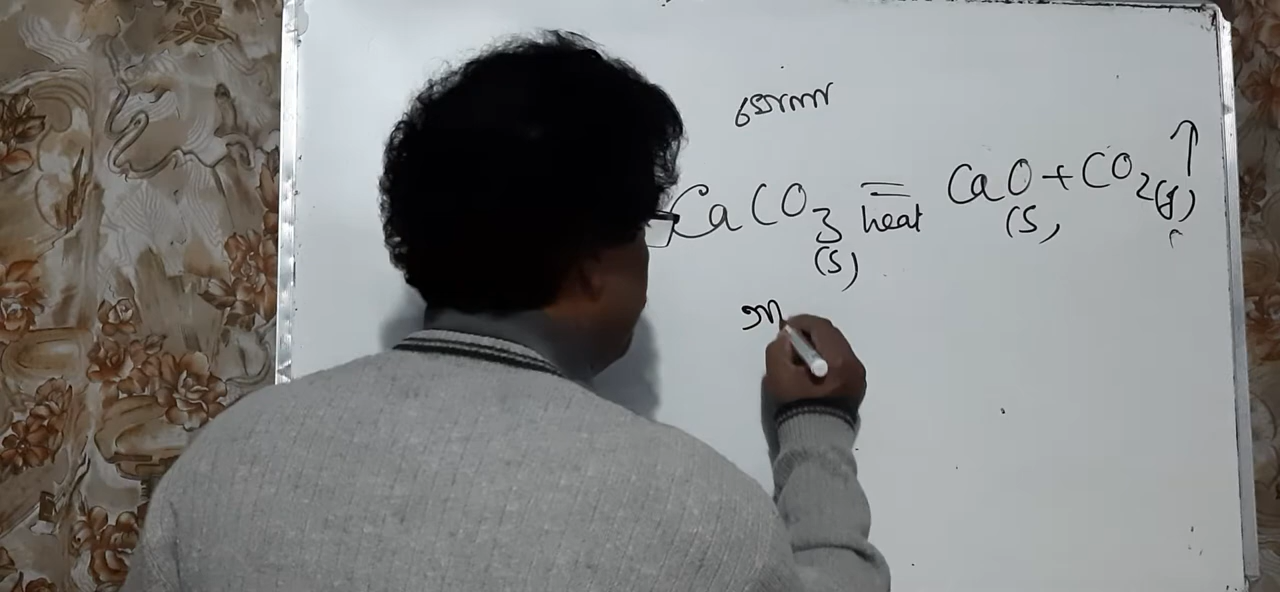 CaCO₃(s) = heat CaO(s) + CO₂(g) ↑